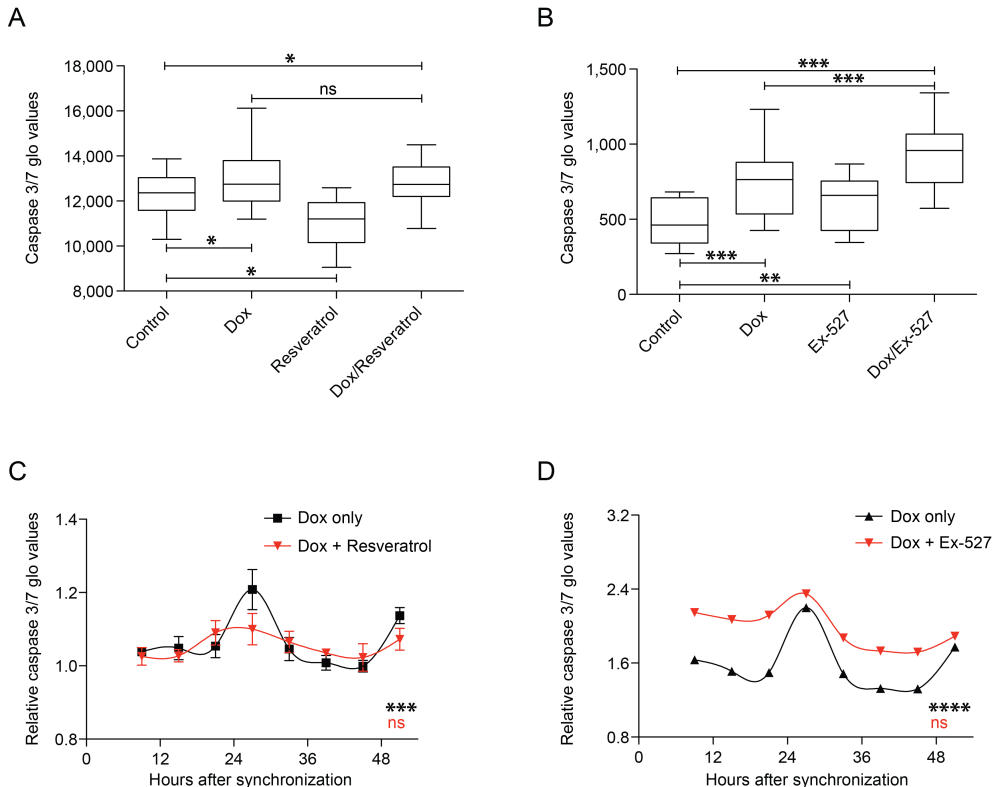 A
Caspase 3/7 glo values
18,000
16,000
14,000
12,000
10,000
8,000
*
ns
*
*
Control
Dox
Resveratrol
Dox/Resveratrol
B
Caspase 3/7 glo values
1,500
1,000
500
0
***
***
***
**
Control
Dox
Ex-527
Dox/Ex-527
C
Relative caspase 3/7 glo values
1.4
1.2
1.0
0.8
Dox only
Dox + Resveratrol
***
ns
0 12 24 36 48
Hours after synchronization
D
Relative caspase 3/7 glo values
3.2
2.4
1.6
0.8
Dox only
Dox + Ex-527
****
ns
0 12 24 36 48
Hours after synchronization